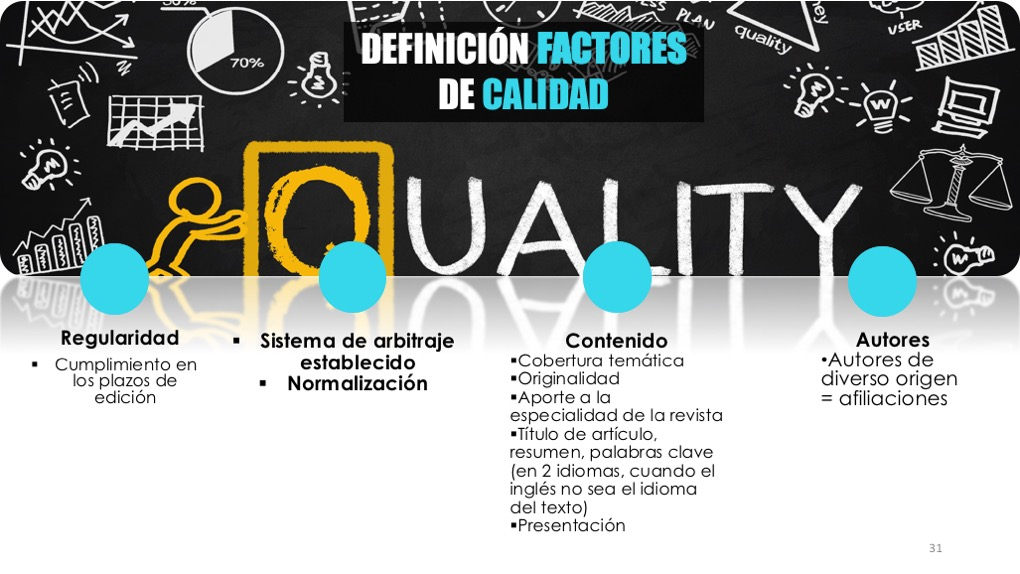 DEFINICIÓN FACTORES
DE CALIDAD
70%
PLAN
quality
USER
QUALITY
Regularidad
▪ Cumplimiento en
los plazos de
edición
▪ Sistema de arbitraje
establecido
▪ Normalización
Contenido
▪Cobertura temática
▪Originalidad
▪Aporte a la
especialidad de la revista
▪Título de artículo,
resumen, palabras clave
(en 2 idiomas, cuando el
inglés no sea el idioma
del texto)
▪Presentación
Autores
•Autores de
diverso origen
= afiliaciones
31